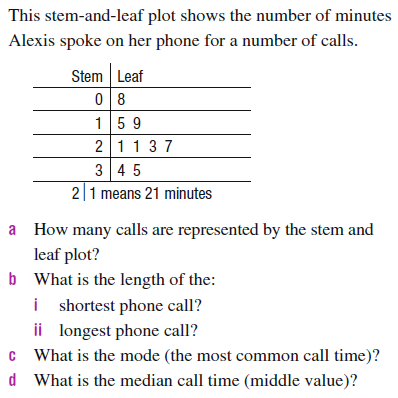 This stem-and-leaf plot shows the number of minutes
Alexis spoke on her phone for a number of calls.
Stem Leaf
0 8
1 5 9
2 1 1 3 7
3 4 5
2|1 means 21 minutes
a How many calls are represented by the stem and
leaf plot?
b What is the length of the:
i shortest phone call?
ii longest phone call?
c What is the mode (the most common call time)?
d What is the median call time (middle value)?